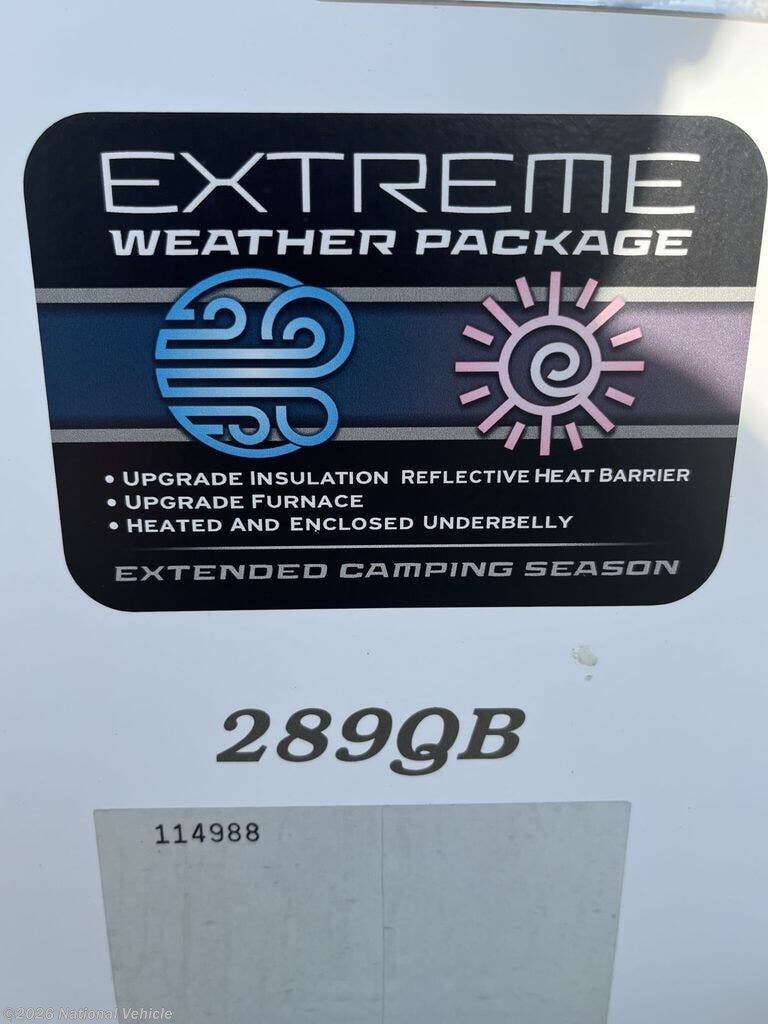 EXTREME
WEATHER PACKAGE
• UPGRADE INSULATION REFLECTIVE HEAT BARRIER
• UPGRADE FURNACE
• HEATED AND ENCLOSED UNDERBELLY
EXTENDED CAMPING SEASON
289QB
114988
©2026 National Vehicle